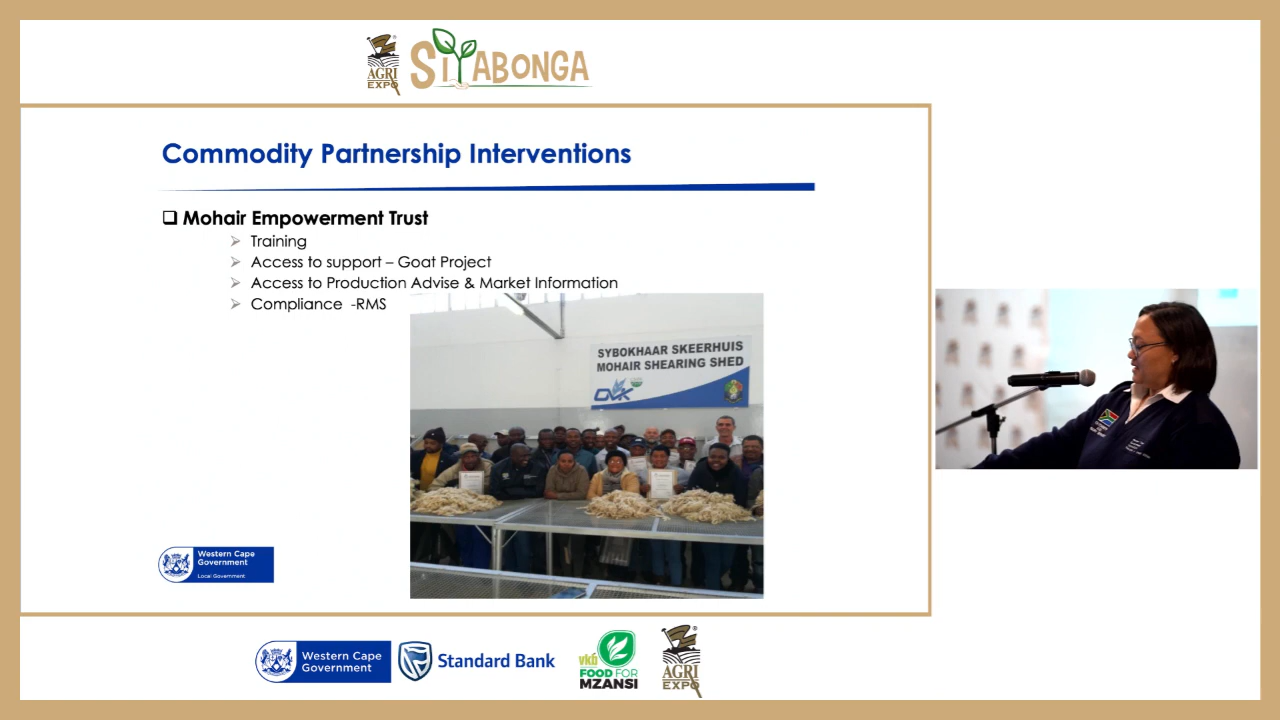 AGRI
EXPO
SIYABONGA
Commodity Partnership Interventions
Mohair Empowerment Trust
Training
Access to support – Goat Project
Access to Production Advise & Market Information
Compliance -RMS
SYBOKHAAR SKEERHUIS
MOHAIR SHEARING SHED
Western Cape
Government
Local Government
Western Cape
Government
Standard Bank
vkb
FOOD FOR
MZANSI
AGRI
EXPO